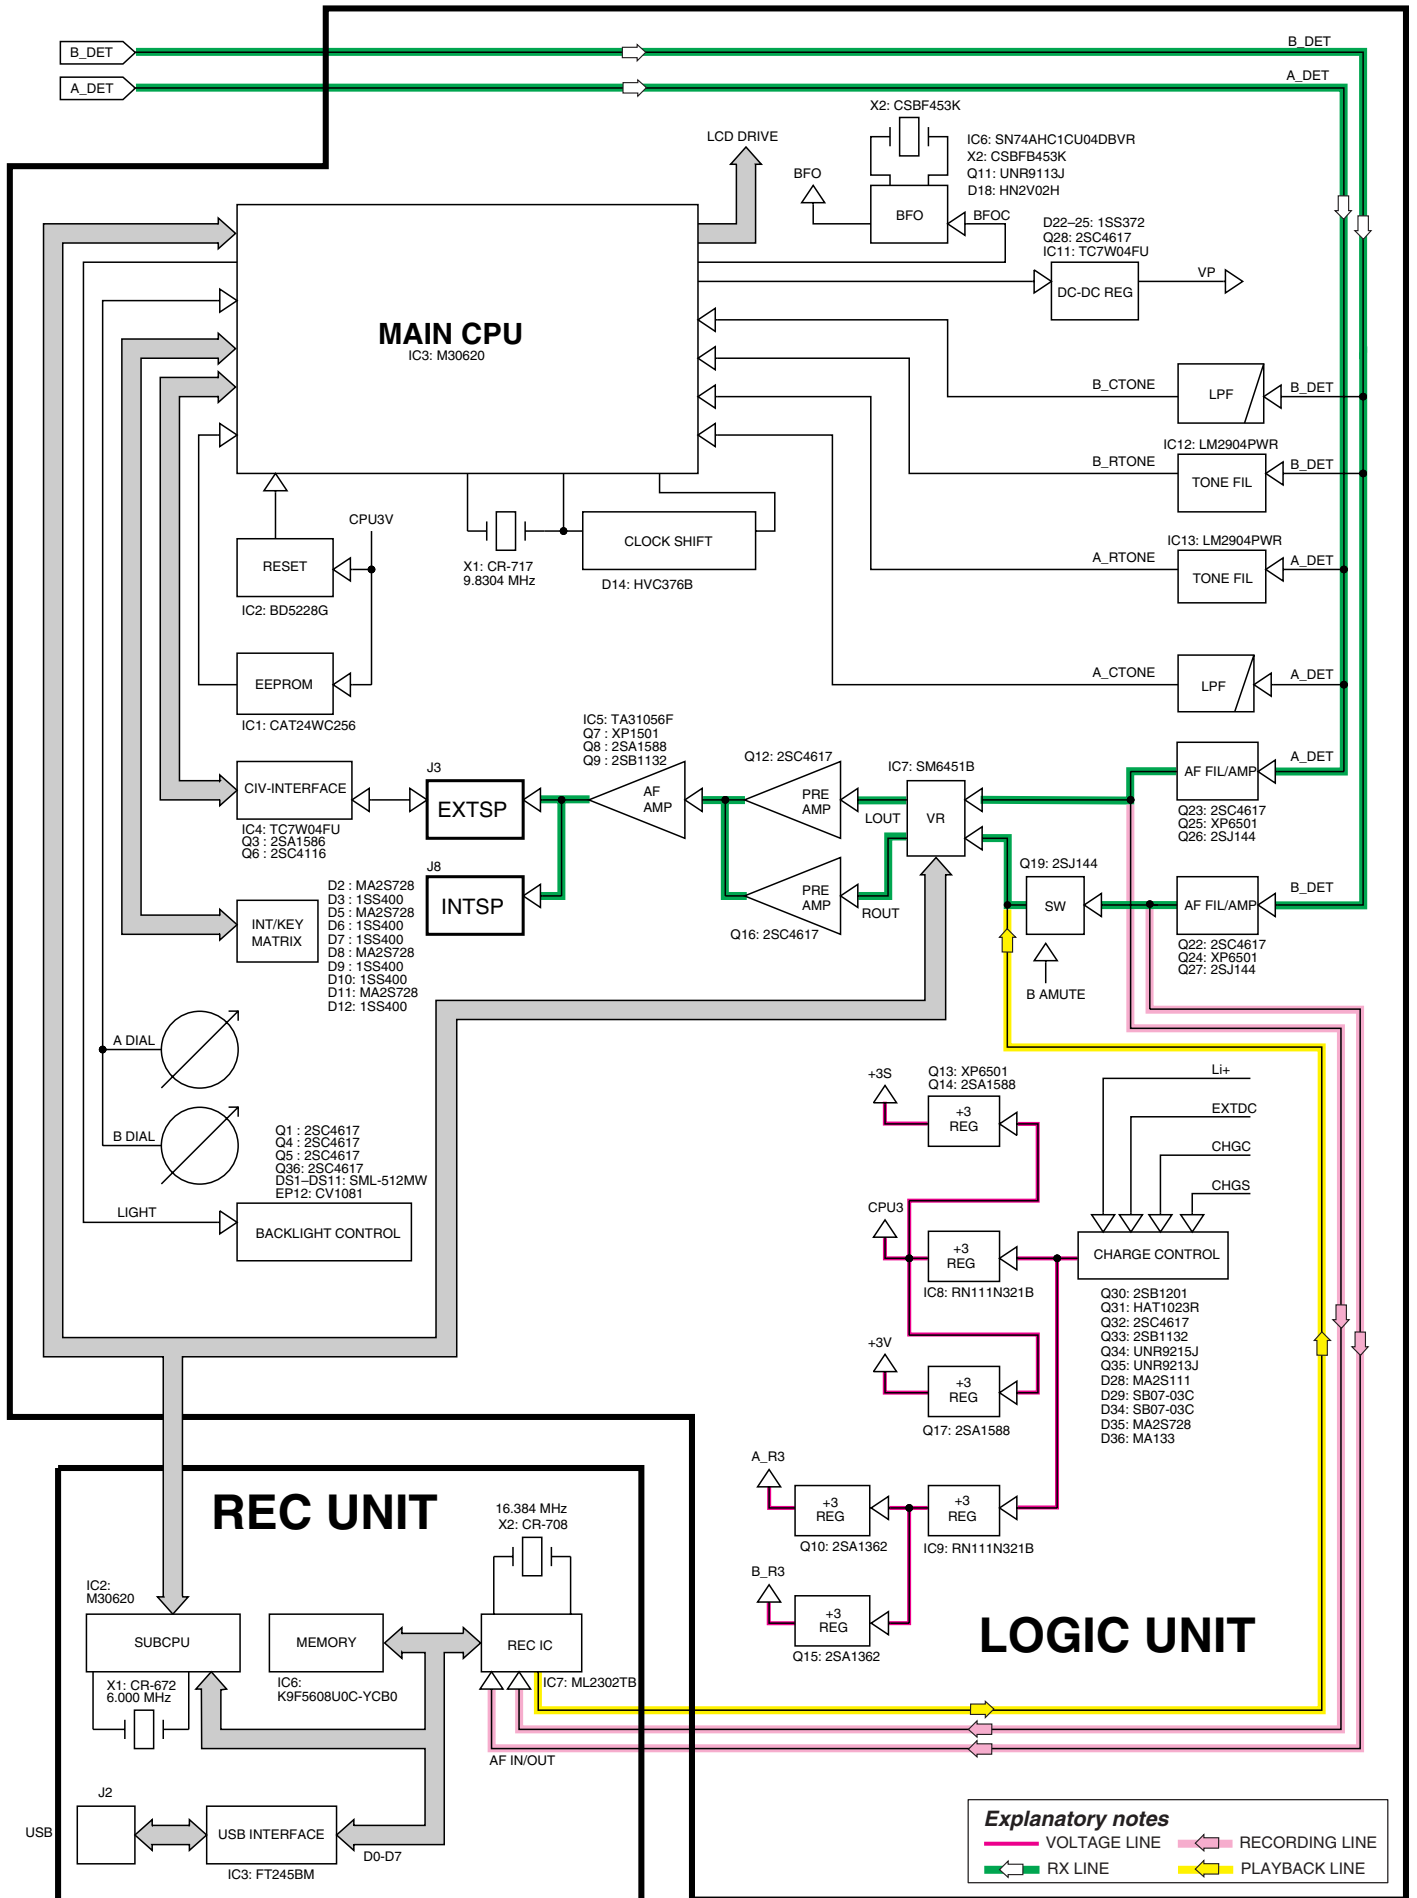 B_DET
B_DET
A_DET
A_DET
X2: CSBF453K
LCD DRIVE
IC6: SN74AHC1CU04DBVR
X2: CSBFB453K
Q11: UNR9113J
D18: HN2V02H
BFO
BFO
BFOC
D22–25: 1SS372
Q28: 2SC4617
IC11: TC7W04FU
DC-DC REG
VP
MAIN CPU
IC3: M30620
B_CTONE
LPF
B_DET
IC12: LM2904PWR
B_RTONE
TONE FIL
B_DET
IC13: LM2904PWR
A_RTONE
TONE FIL
A_DET
A_CTONE
LPF
A_DET
CPU3V
RESET
IC2: BD5228G
X1: CR-717
9.8304 MHz
CLOCK SHIFT
D14: HVC376B
EEPROM
IC1: CAT24WC256
IC5: TA31056F
Q7 : XP1501
Q8 : 2SA1588
Q9 : 2SB1132
J3
CIV-INTERFACE
EXTSP
IC4: TC7W04FU
Q3 : 2SA1586
Q6 : 2SC4116
AF
AMP
Q12: 2SC4617
PRE
AMP
IC7: SM6451B
LOUT
VR
A_DET
AF FIL/AMP
Q23: 2SC4617
Q25: XP6501
Q26: 2SJ144
J8
INTSP
PRE
AMP
Q16: 2SC4617
ROUT
Q19: 2SJ144
SW
B AMUTE
B_DET
AF FIL/AMP
Q22: 2SC4617
Q24: XP6501
Q27: 2SJ144
INT/KEY
MATRIX
D2 : MA2S728
D3 : 1SS400
D5 : MA2S728
D6 : 1SS400
D7 : 1SS400
D8 : MA2S728
D9 : 1SS400
D10: 1SS400
D11: MA2S728
D12: 1SS400
A DIAL
B DIAL
Q1 : 2SC4617
Q4 : 2SC4617
Q5 : 2SC4617
Q36: 2SC4617
DS1–DS11: SML-512MW
EP12: CV1081
LIGHT
BACKLIGHT CONTROL
+3S
Q13: XP6501
Q14: 2SA1588
+3
REG
Li+
EXTDC
CHGC
CHGS
CPU3
+3
REG
IC8: RN111N321B
CHARGE CONTROL
Q30: 2SB1201
Q31: HAT1023R
Q32: 2SC4617
Q33: 2SB1132
Q34: UNR9215J
Q35: UNR9213J
D28: MA2S111
D29: SB07-03C
D34: SB07-03C
D35: MA2S728
D36: MA133
+3V
+3
REG
Q17: 2SA1588
A_R3
+3
REG
Q10: 2SA1362
+3
REG
IC9: RN111N321B
B_R3
+3
REG
Q15: 2SA1362
LOGIC UNIT
REC UNIT
16.384 MHz
X2: CR-708
IC2:
M30620
SUBCPU
MEMORY
REC IC
X1: CR-672
6.000 MHz
IC6:
K9F5608U0C-YCB0
IC7: ML2302TB
AF IN/OUT
J2
USB
USB INTERFACE
D0-D7
IC3: FT245BM
Explanatory notes
VOLTAGE LINE
RECORDING LINE
RX LINE
PLAYBACK LINE